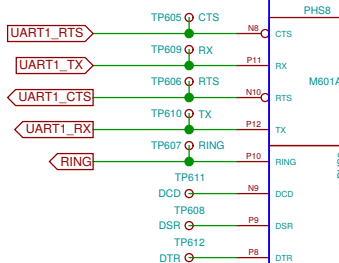 PHS8
TP605 CTS
UART1_RTS N8 CTS
TP609 RX
UART1_TX P11 RX
TP606 RTS
M601A
UART1_CTS N10 RTS
TP610 TX
UART1_RX P12 TX
TP607 RING
RING P10 RING
TP611
DCD N9 DCD
TP608
DSR P9 DSR
TP612
DTR P8 DTR